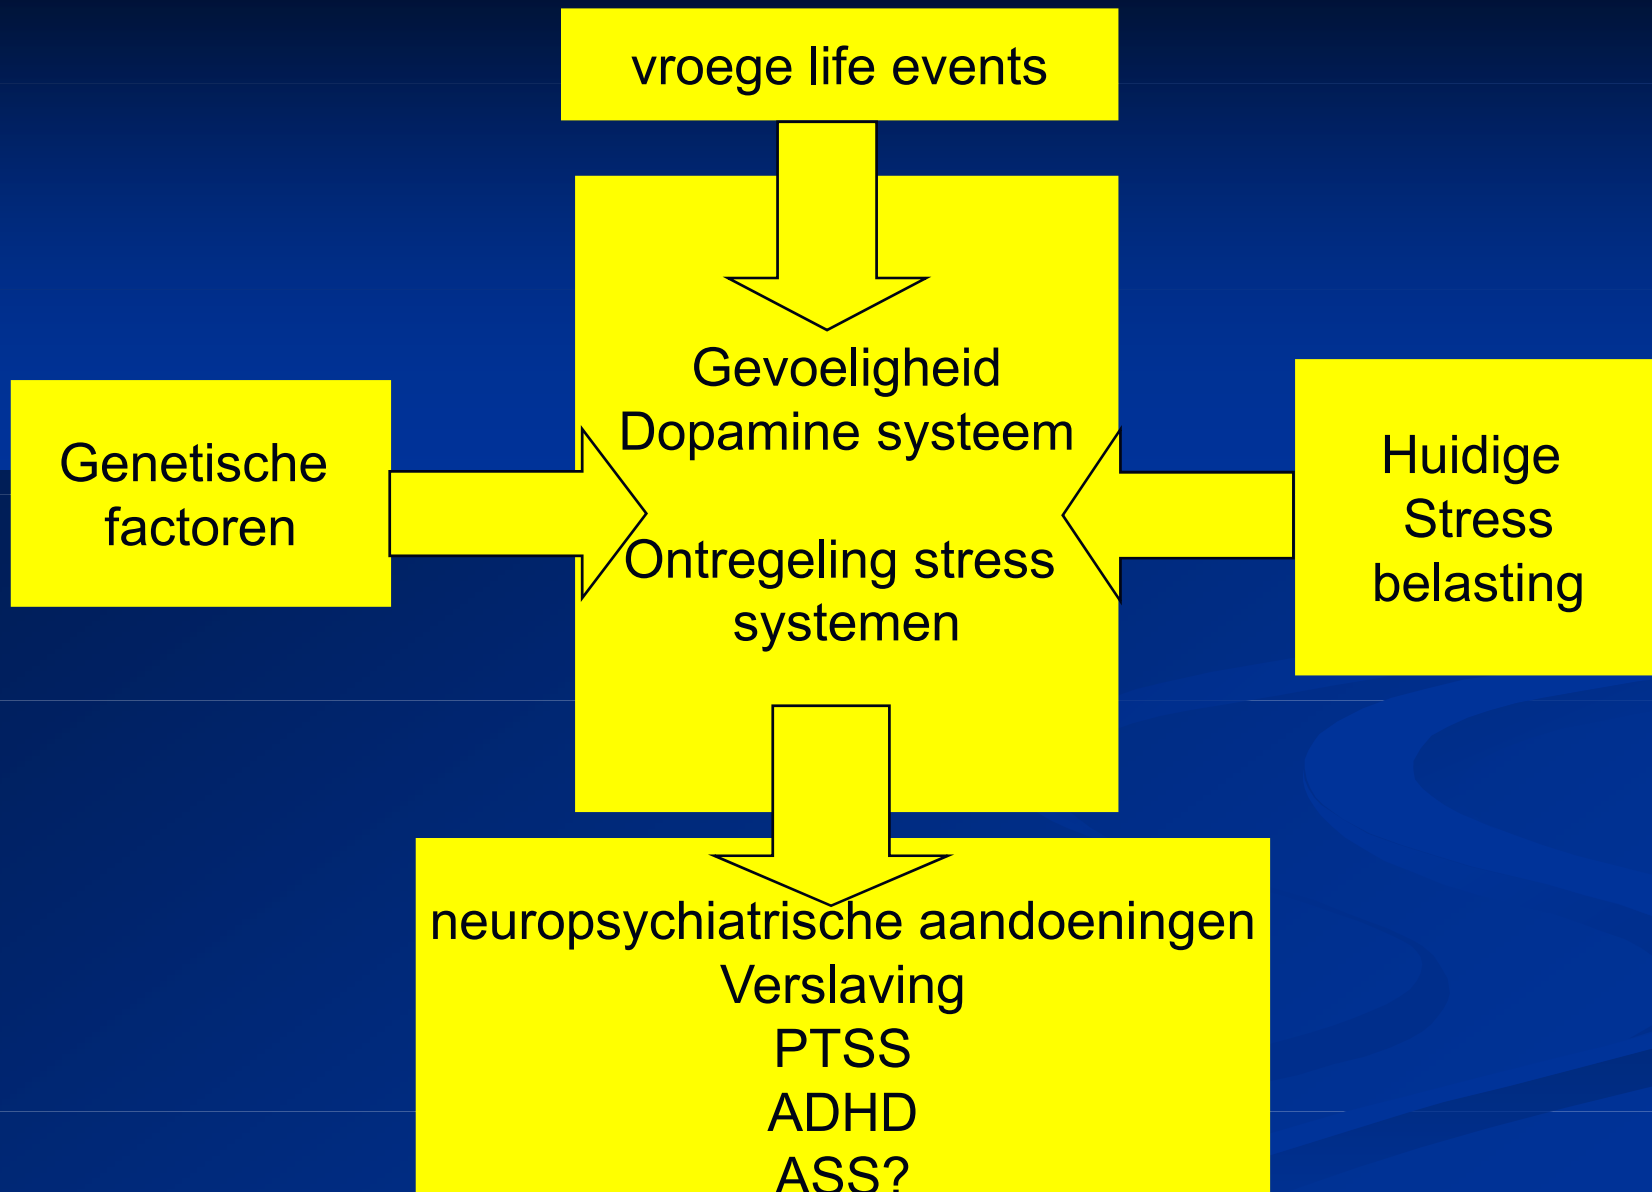 vroege life events
Gevoeligheid
Dopamine systeem
Ontregeling stress
systemen
Genetische
factoren
Huidige
Stress
belasting
neuropsychiatrische aandoeningen
Verslaving
PTSS
ADHD
ASS?